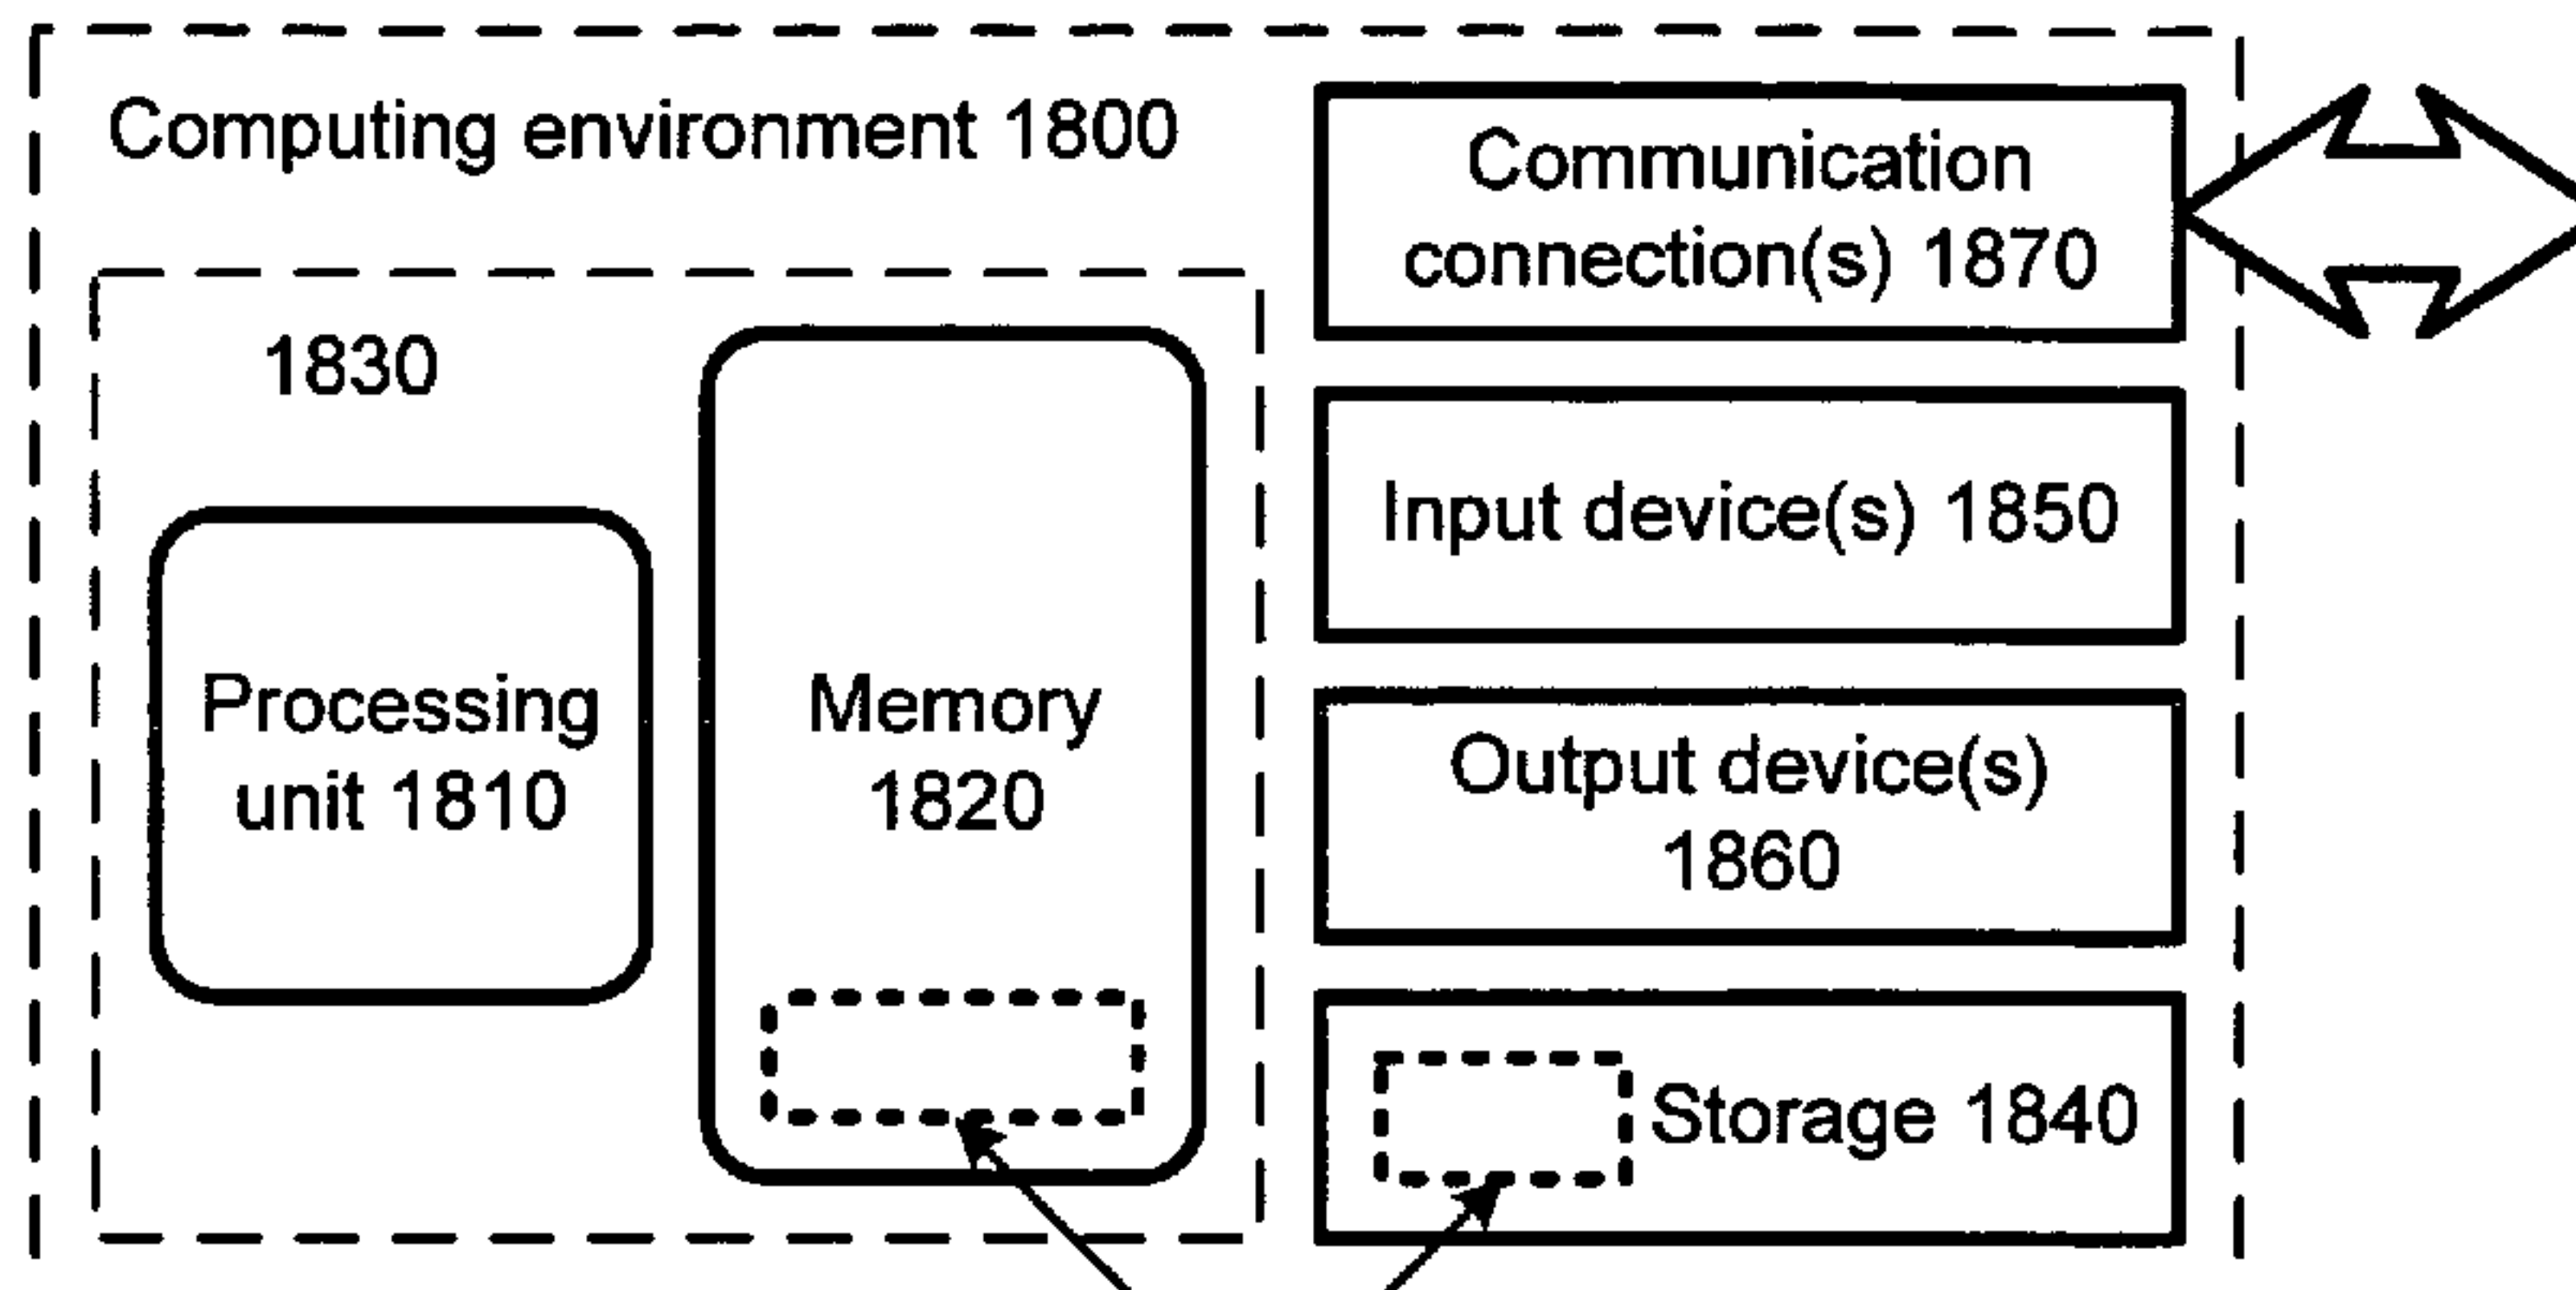 Computing environment 1800
Communication
connection(s) 1870
1830
Input device(s) 1850
Processing
unit 1810
Memory
1820
Output device(s)
1860
Storage 1840